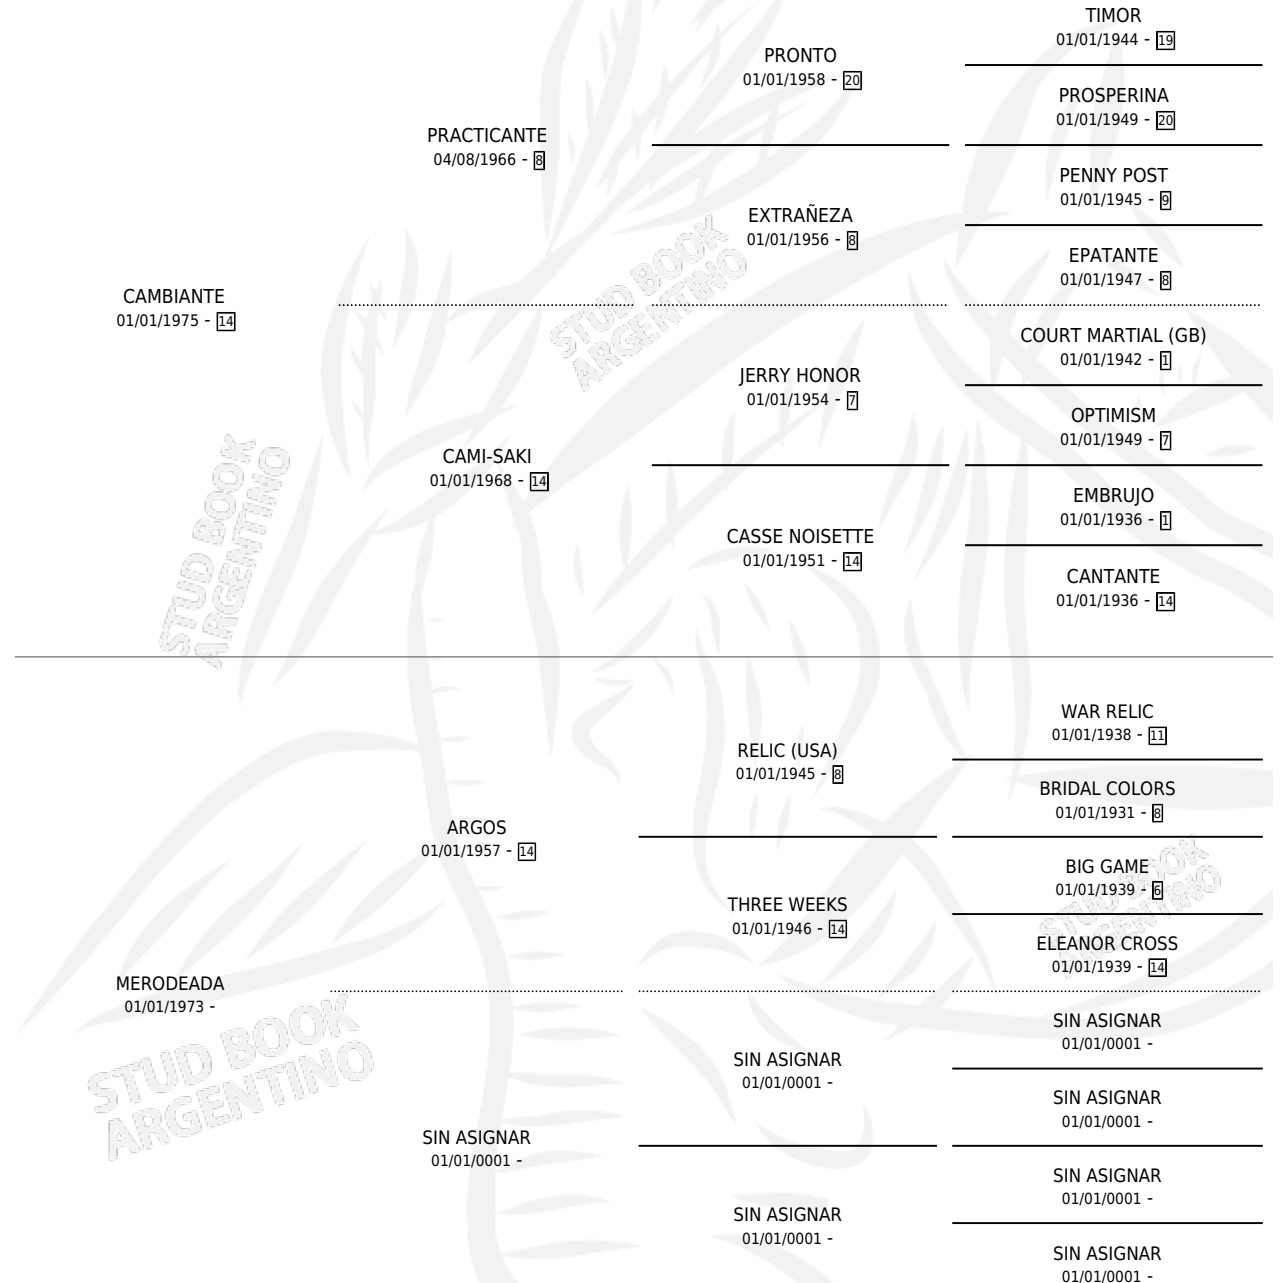 TIMOR
01/01/1944 - 19
PRONTO
01/01/1958 - 20
PROSPERINA
01/01/1949 - 20
PRACTICANTE
04/08/1966 - 8
PENNY POST
01/01/1945 - 9
EXTRAÑEZA
01/01/1956 - 8
EPATANTE
01/01/1947 - 8
CAMBIANTE
01/01/1975 - 14
COURT MARTIAL (GB)
01/01/1942 - 1
JERRY HONOR
01/01/1954 - 7
OPTIMISM
01/01/1949 - 7
CAMI-SAKI
01/01/1968 - 14
EMBRUJO
01/01/1936 - 1
CASSE NOISETTE
01/01/1951 - 14
CANTANTE
01/01/1936 - 14
WAR RELIC
01/01/1938 - 11
RELIC (USA)
01/01/1945 - 8
BRIDAL COLORS
01/01/1931 - 8
ARGOS
01/01/1957 - 14
BIG GAME
01/01/1939 - 6
THREE WEEKS
01/01/1946 - 14
ELEANOR CROSS
01/01/1939 - 14
MERODEADA
01/01/1973 -
SIN ASIGNAR
01/01/0001 -
SIN ASIGNAR
01/01/0001 -
SIN ASIGNAR
01/01/0001 -
SIN ASIGNAR
01/01/0001 -
SIN ASIGNAR
01/01/0001 -
SIN ASIGNAR
01/01/0001 -
SIN ASIGNAR
01/01/0001 -
STUD BOOK
ARGENTINO
STUD BOOK
ARGENTINO
STUD BOOK
ARGENTINO
STUD BOOK
ARGENTINO